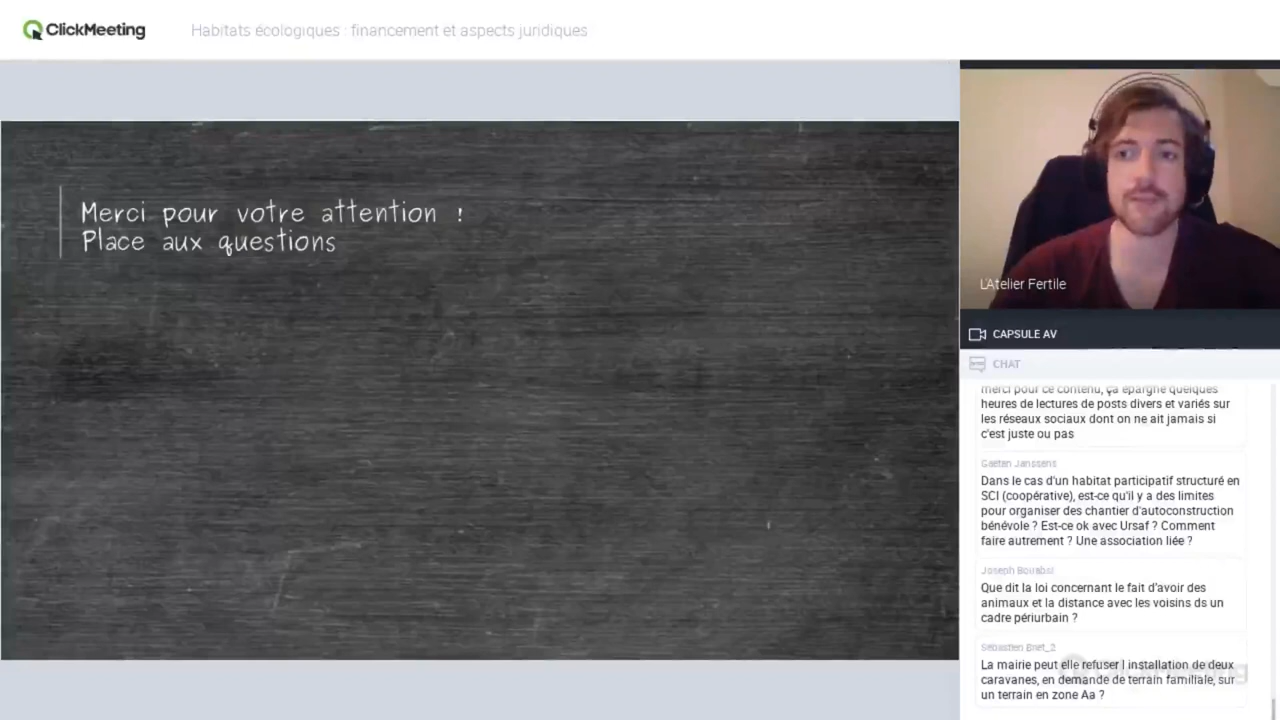 ClickMeeting
Habitats écologiques : financement et aspects juridiques
Merci pour votre attention !
Place aux questions
L'Atelier Fertile
CAPSULE AV
CHAT
merci pour ce contenu, ça épargne quelques
heures de lectures de posts divers et variés sur
les réseaux sociaux dont on ne ait jamais si
c'est juste ou pas
Gaetan Janssens
Dans le cas d'un habitat participatif structuré en
SCI (coopérative), est-ce qu'il y a des limites
pour organiser des chantier d'autoconstruction
bénévole ? Est-ce ok avec Ursaf ? Comment
faire autrement ? Une association liée ?
Joseph
Que dit la loi concernant le fait d'avoir des
animaux et la distance avec les voisins ds un
cadre périurbain ?
Sébastien
La mairie peut elle refuser l installation de deux
caravanes, en demande de terrain familiale, sur
un terrain en zone Aa ?